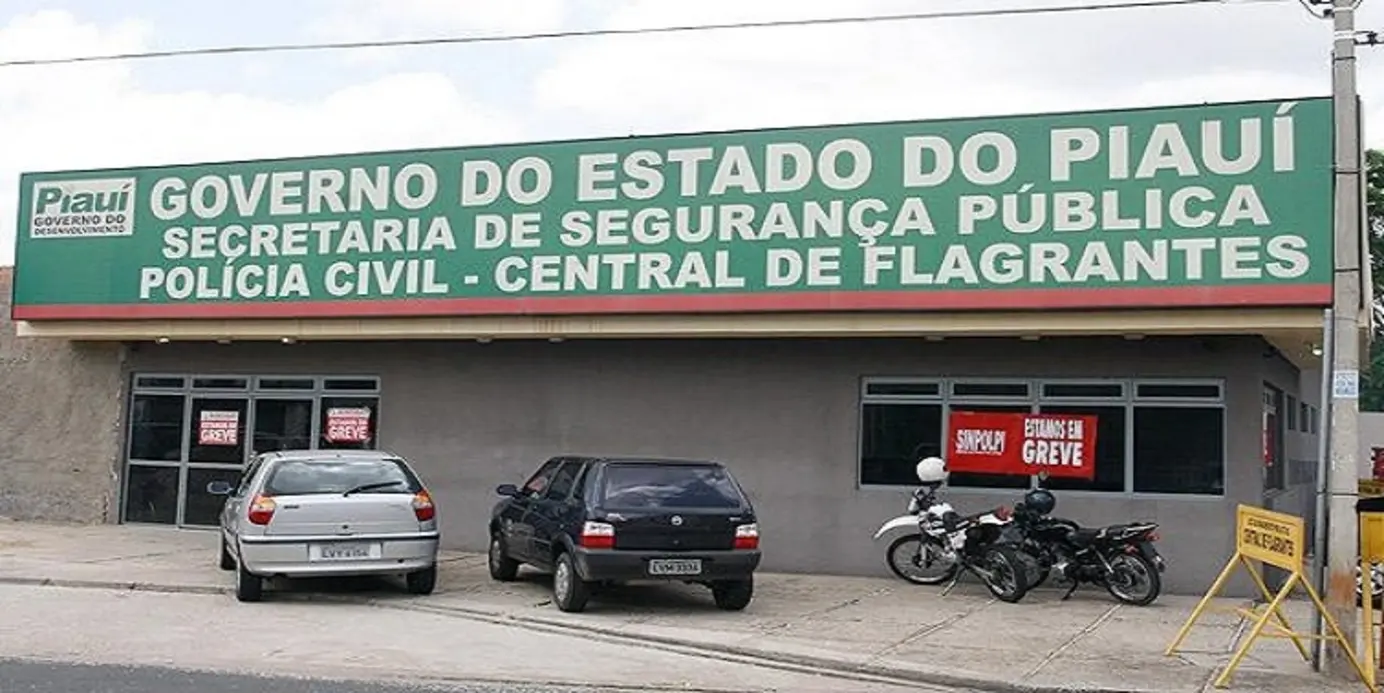 Piauí
GOVERNO DO
DESENVOLVIMENTO
GOVERNO DO ESTADO DO PIAUÍ
SECRETARIA DE SEGURANÇA PÚBLICA
POLÍCIA CIVIL - CENTRAL DE FLAGRANTES
ESTAMOS EM
GREVE
ESTAMOS EM
GREVE
SINPOLPI
ESTAMOS EM
GREVE
CENTRAL DE FLAGRANTES